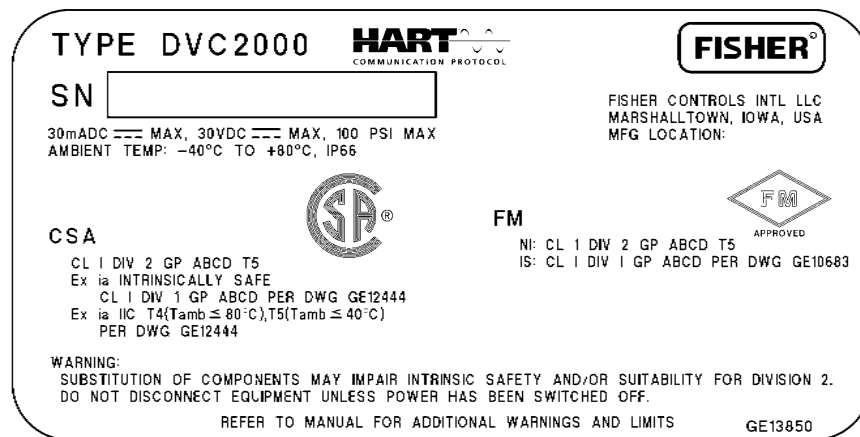 TYPE DVC2000
HART
COMMUNICATION PROTOCOL
FISHER®
SN
FISHER CONTROLS INTL LLC
MARSHALLTOWN, IOWA, USA
MFG LOCATION:
30mADC MAX, 30VDC MAX, 100 PSI MAX
AMBIENT TEMP: -40°C TO +80°C, IP66
SA®
FM
APPROVED
CSA
CL I DIV 2 GP ABCD T5
Ex ia INTRINSICALLY SAFE
CL I DIV 1 GP ABCD PER DWG GE12444
Ex ia IIC T4(Tamb ≤ 80°C),T5(Tamb ≤ 40°C)
PER DWG GE12444
FM
NI: CL 1 DIV 2 GP ABCD T5
IS: CL I DIV I GP ABCD PER DWG GE10683
WARNING:
SUBSTITUTION OF COMPONENTS MAY IMPAIR INTRINSIC SAFETY AND/OR SUITABILITY FOR DIVISION 2.
DO NOT DISCONNECT EQUIPMENT UNLESS POWER HAS BEEN SWITCHED OFF.
REFER TO MANUAL FOR ADDITIONAL WARNINGS AND LIMITS
GE13850